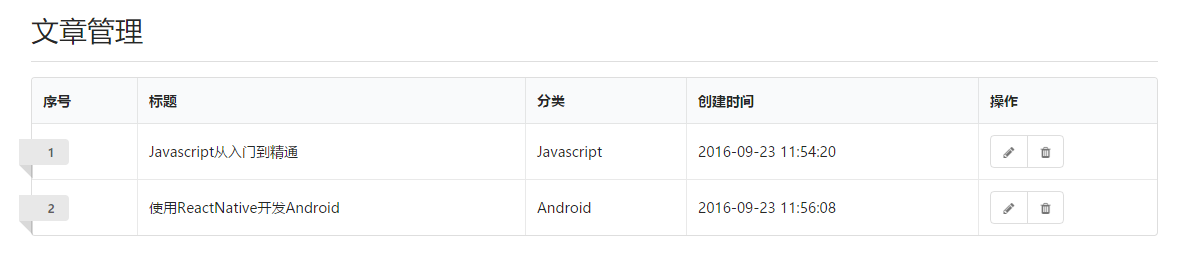 文章管理
序号 标题 分类 创建时间 操作
1 Javascript从入门到精通 Javascript 2016-09-23 11:54:20
2 使用ReactNative开发Android Android 2016-09-23 11:56:08